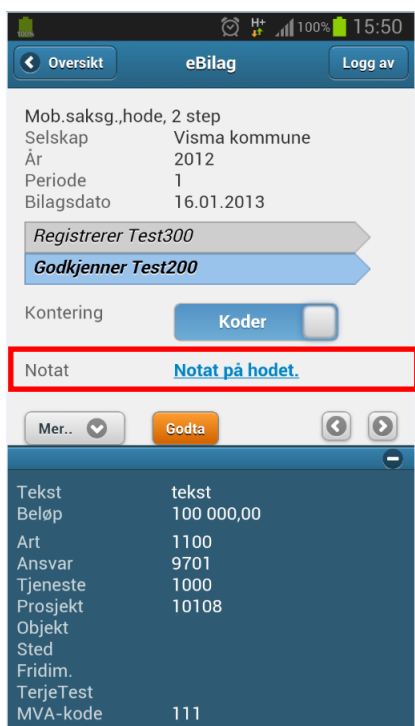 100% H+ 100% 15:50
Oversikt eBilag Logg av
Mob.saksg.,hode, 2 step
Selskap Visma kommune
År 2012
Periode 1
Bilagsdato 16.01.2013
Registrerer Test300
Godkjenner Test200
Kontering Koder
Notat Notat på hodet.
Mer.. Godta
Tekst tekst
Beløp 100 000,00
Art 1100
Ansvar 9701
Tjeneste 1000
Prosjekt 10108
Objekt
Sted
Fridim.
TerjeTest
MVA-kode 111